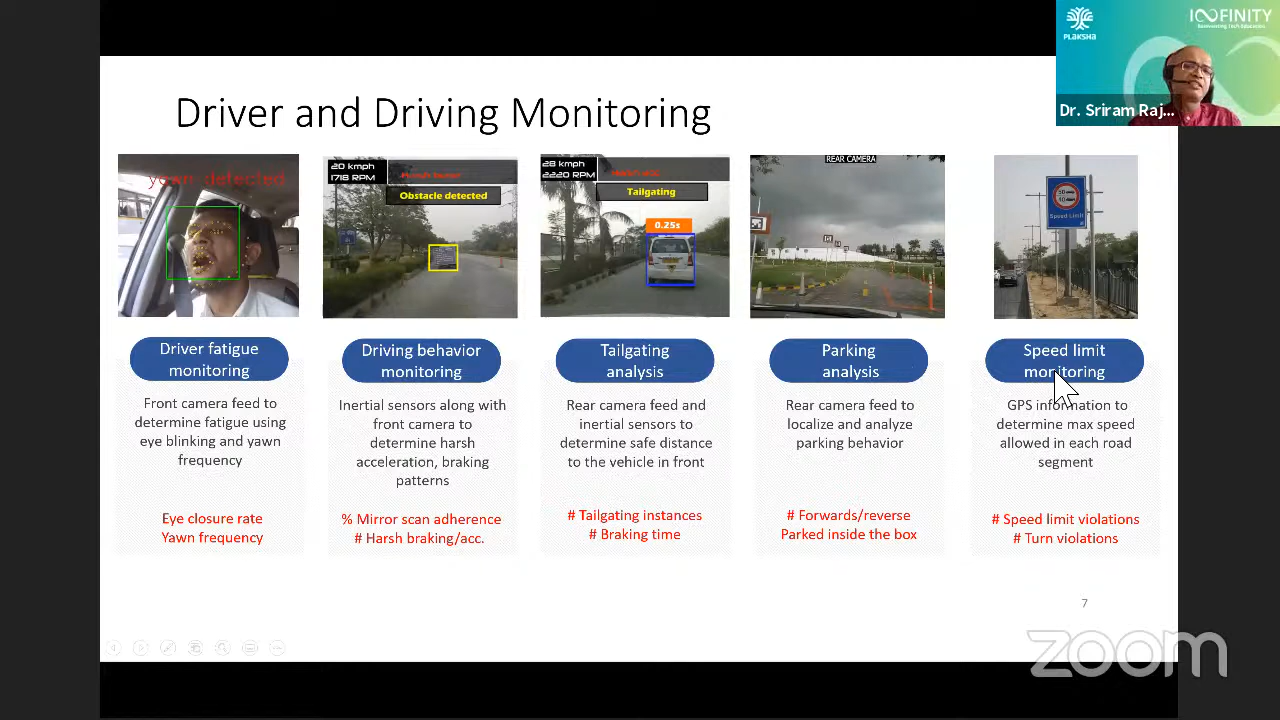 PLAKSHA
INFINITY
Reinventing Tech Education
Dr. Sriram Raj...
Driver and Driving Monitoring
yawn detected
20 kmph
1718 RPM
Obstacle detected
28 kmph
2220 RPM
Tailgating
0.25s
REAR CAMERA
Speed Limit
Driver fatigue
monitoring
Front camera feed to
determine fatigue using
eye blinking and yawn
frequency
Eye closure rate
Yawn frequency
Driving behavior
monitoring
Inertial sensors along with
front camera to
determine harsh
acceleration, braking
patterns
% Mirror scan adherence
# Harsh braking/acc.
Tailgating
analysis
Rear camera feed and
inertial sensors to
determine safe distance
to the vehicle in front
# Tailgating instances
# Braking time
Parking
analysis
Rear camera feed to
localize and analyze
parking behavior
# Forwards/reverse
Parked inside the box
Speed limit
monitoring
GPS information to
determine max speed
allowed in each road
segment
# Speed limit violations
# Turn violations
7
zoom